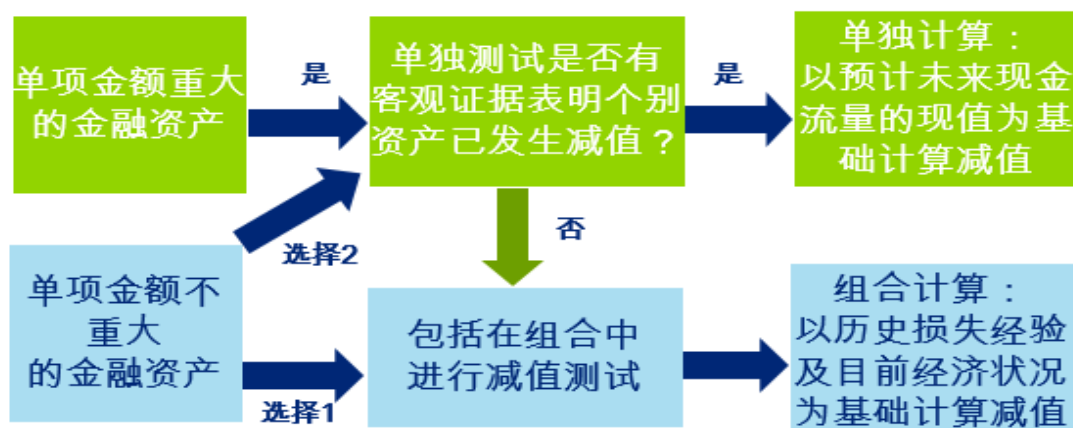 单项金额重大
的金融资产
是
单独测试是否有
客观证据表明个别
资产已发生减值？
是
单独计算：
以预计未来现金
流量的现值为基
础计算减值
选择2
否
单项金额不
重大
的金融资产
选择1
包括在组合中
进行减值测试
组合计算：
以历史损失经验
及目前经济状况
为基础计算减值